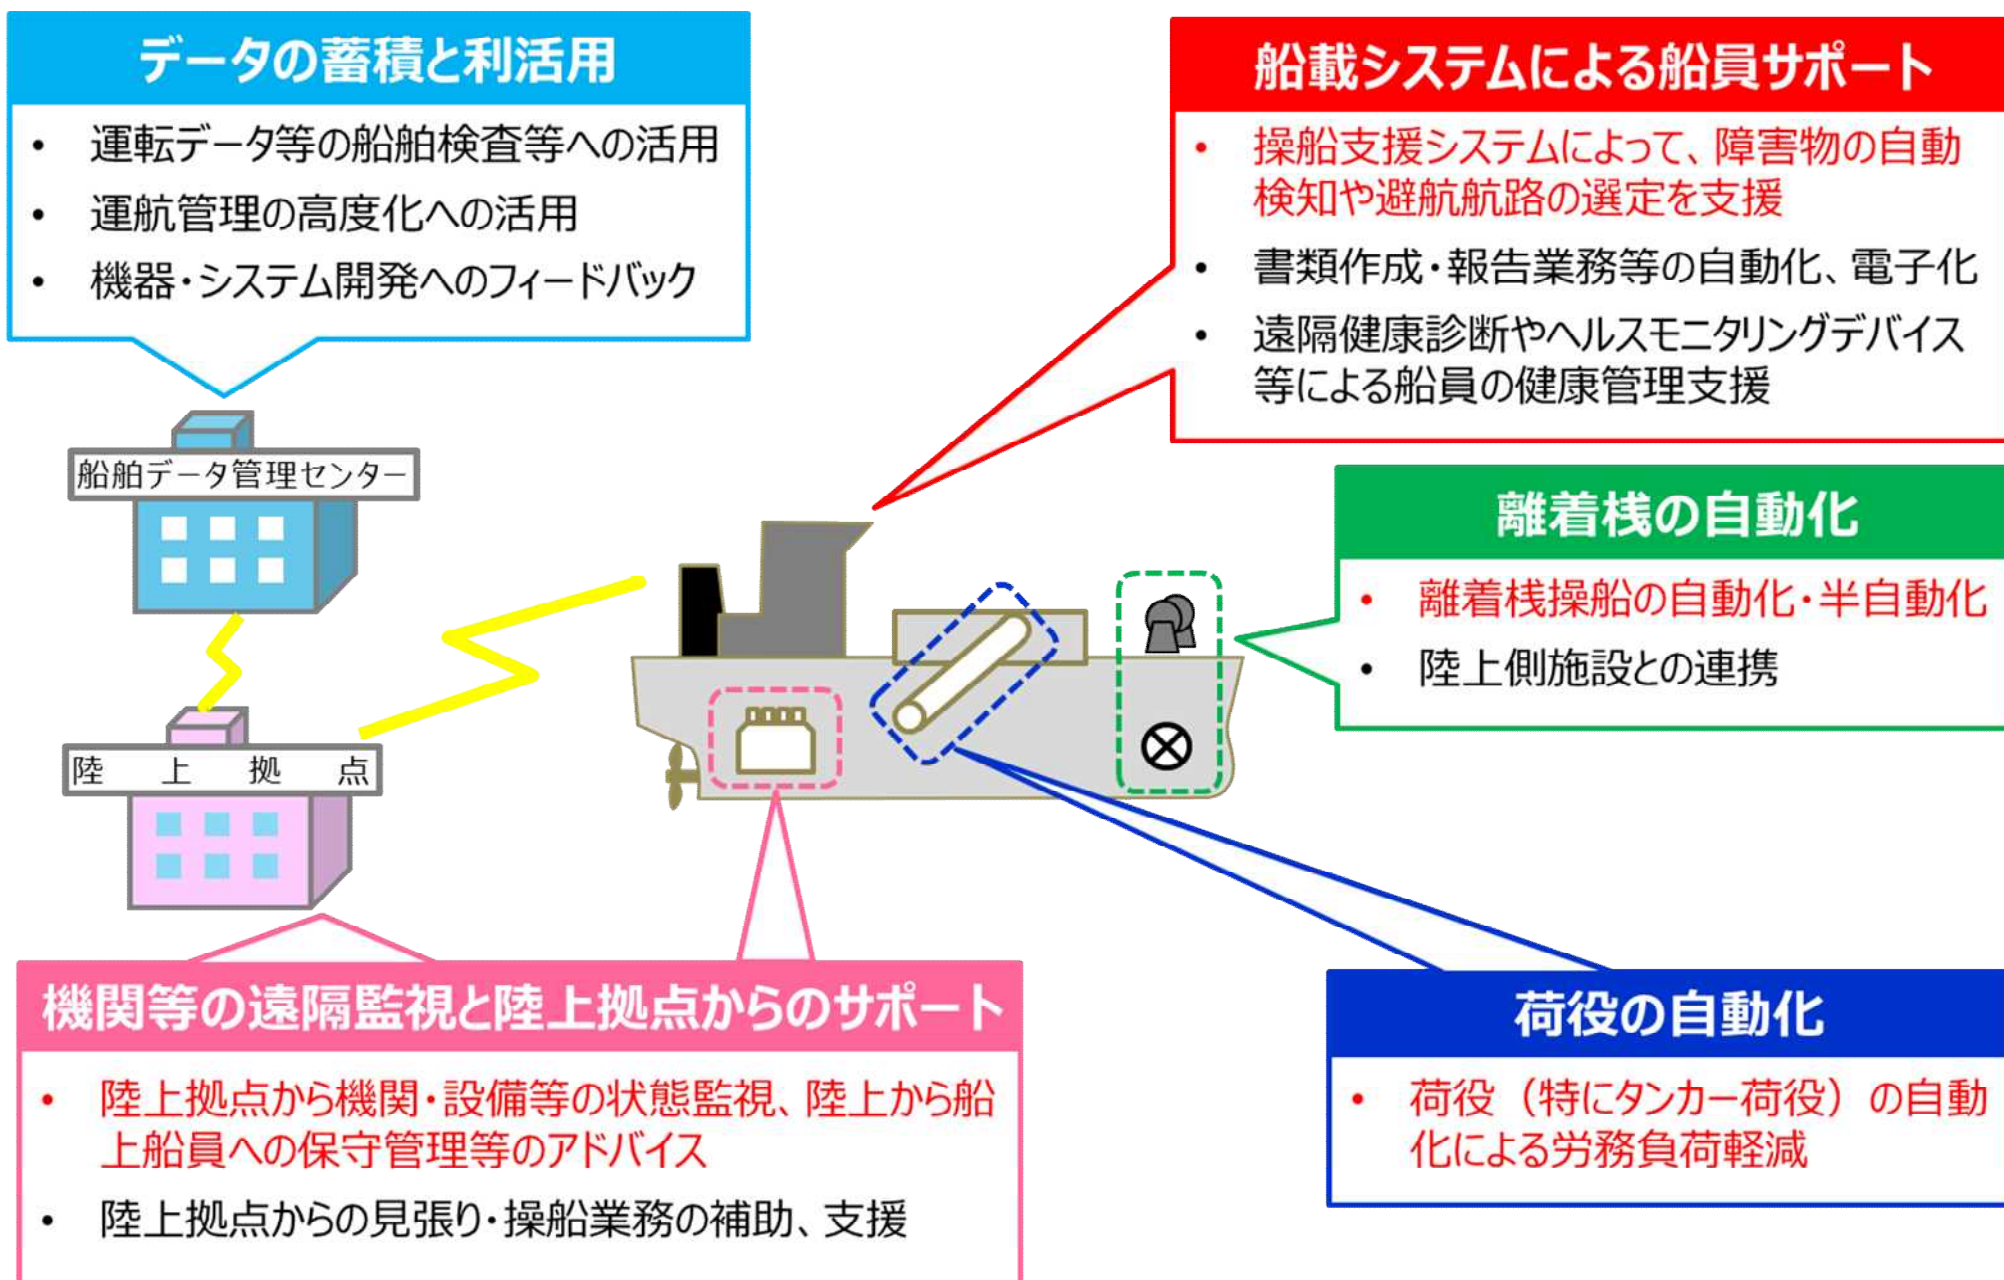 データの蓄積と利活用
• 運転データ等の船舶検査等への活用
• 運航管理の高度化への活用
• 機器・システム開発へのフィードバック
船載システムによる船員サポート
• 操船支援システムによって、障害物の自動
検知や避航航路の選定を支援
• 書類作成・報告業務等の自動化、電子化
• 遠隔健康診断やヘルスモニタリングデバイス
等による船員の健康管理支援
船舶データ管理センター
離着桟の自動化
• 離着桟操船の自動化・半自動化
• 陸上側施設との連携
陸上拠点
機関等の遠隔監視と陸上拠点からのサポート
• 陸上拠点から機関・設備等の状態監視、陸上から船
上船員への保守管理等のアドバイス
• 陸上拠点からの見張り・操船業務の補助、支援
荷役の自動化
• 荷役（特にタンカー荷役）の自動
化による労務負荷軽減